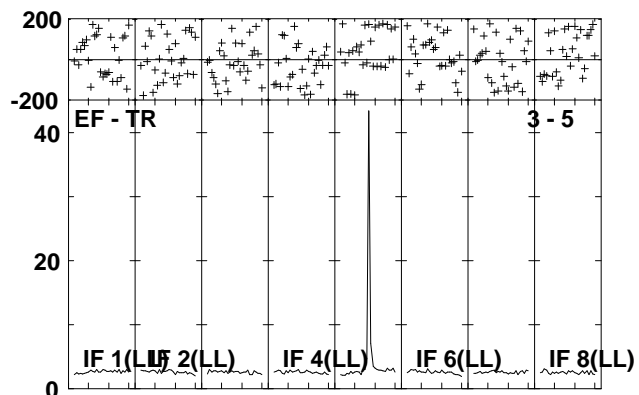 200
-200
EF - TR
3 - 5
40
20
IF 1(LL)
IF 2(LL)
IF 4(LL)
IF 6(LL)
IF 8(LL)
0